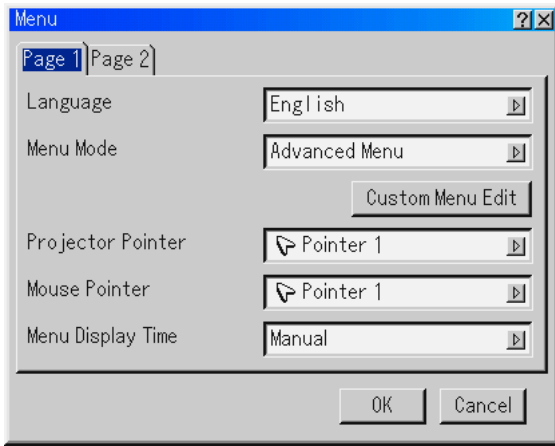 Menu
Page 1 Page 2
Language English
Menu Mode Advanced Menu
Custom Menu Edit
Projector Pointer Pointer 1
Mouse Pointer Pointer 1
Menu Display Time Manual
OK Cancel